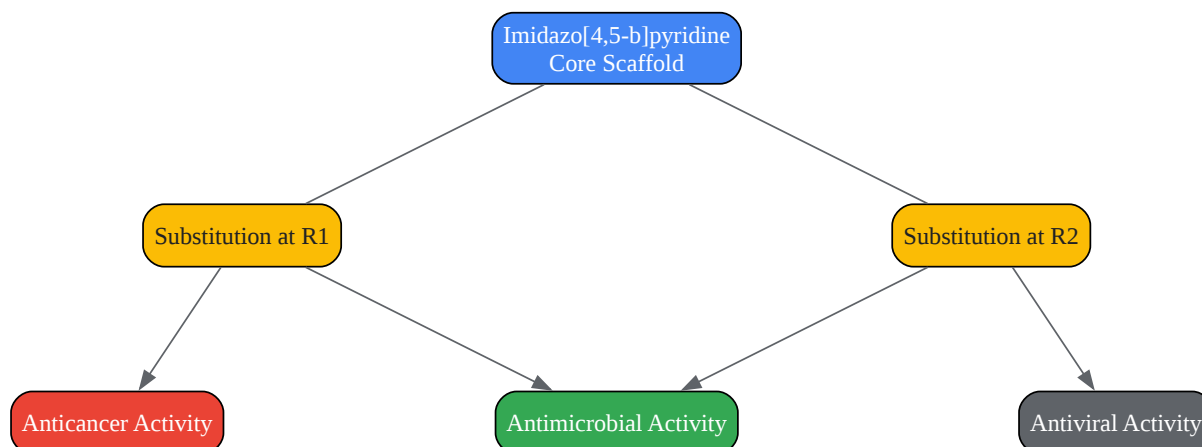 Imidazo[4,5-b]pyridine
Core Scaffold
Substitution at R1
Substitution at R2
Anticancer Activity
Antimicrobial Activity
Antiviral Activity